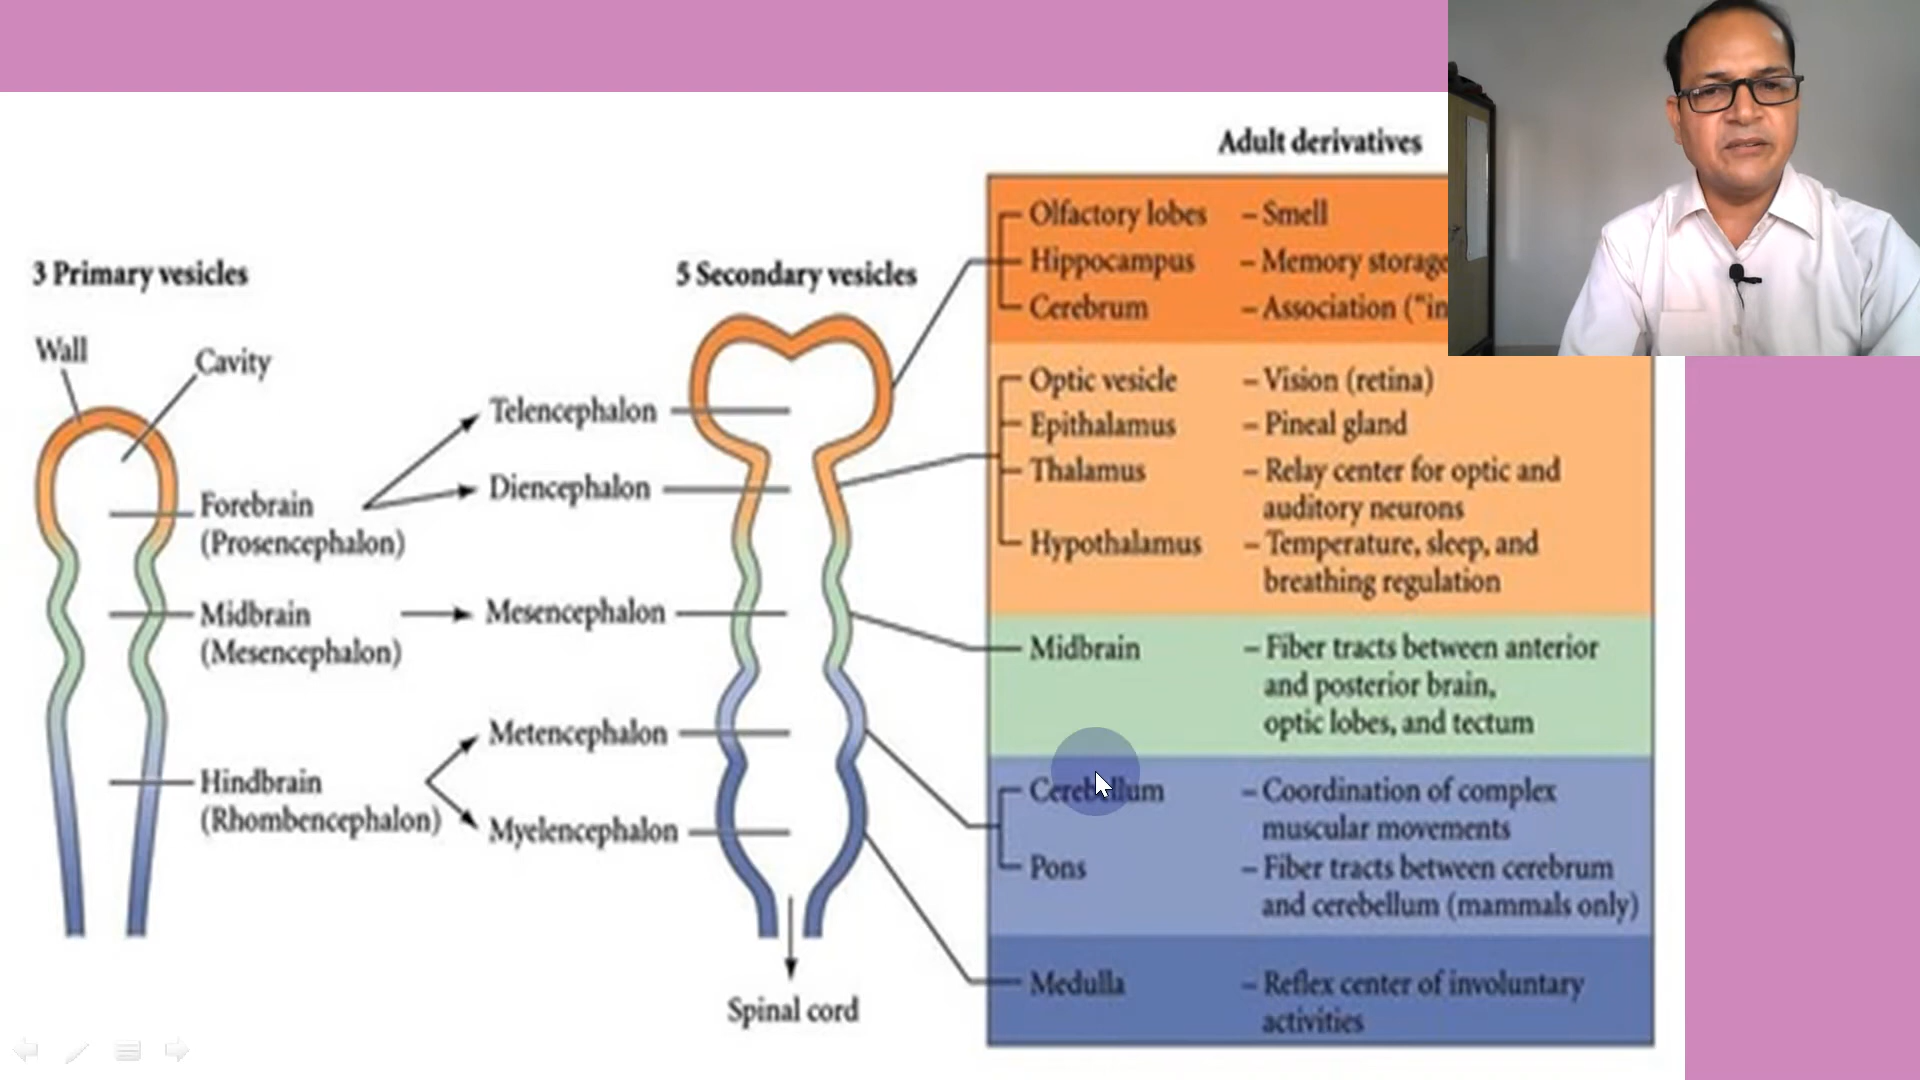 Adult derivatives
3 Primary vesicles
Wall
Cavity
Forebrain
(Prosencephalon)
Midbrain
(Mesencephalon)
Hindbrain
(Rhombencephalon)
5 Secondary vesicles
Telencephalon
Diencephalon
Mesencephalon
Metencephalon
Myelencephalon
Spinal cord
Olfactory lobes – Smell
Hippocampus – Memory storage
Cerebrum – Association ("in
Optic vesicle – Vision (retina)
Epithalamus – Pineal gland
Thalamus – Relay center for optic and
auditory neurons
Hypothalamus – Temperature, sleep, and
breathing regulation
Midbrain – Fiber tracts between anterior
and posterior brain,
optic lobes, and tectum
Cerebellum – Coordination of complex
muscular movements
Pons – Fiber tracts between cerebrum
and cerebellum (mammals only)
Medulla – Reflex center of involuntary
activities